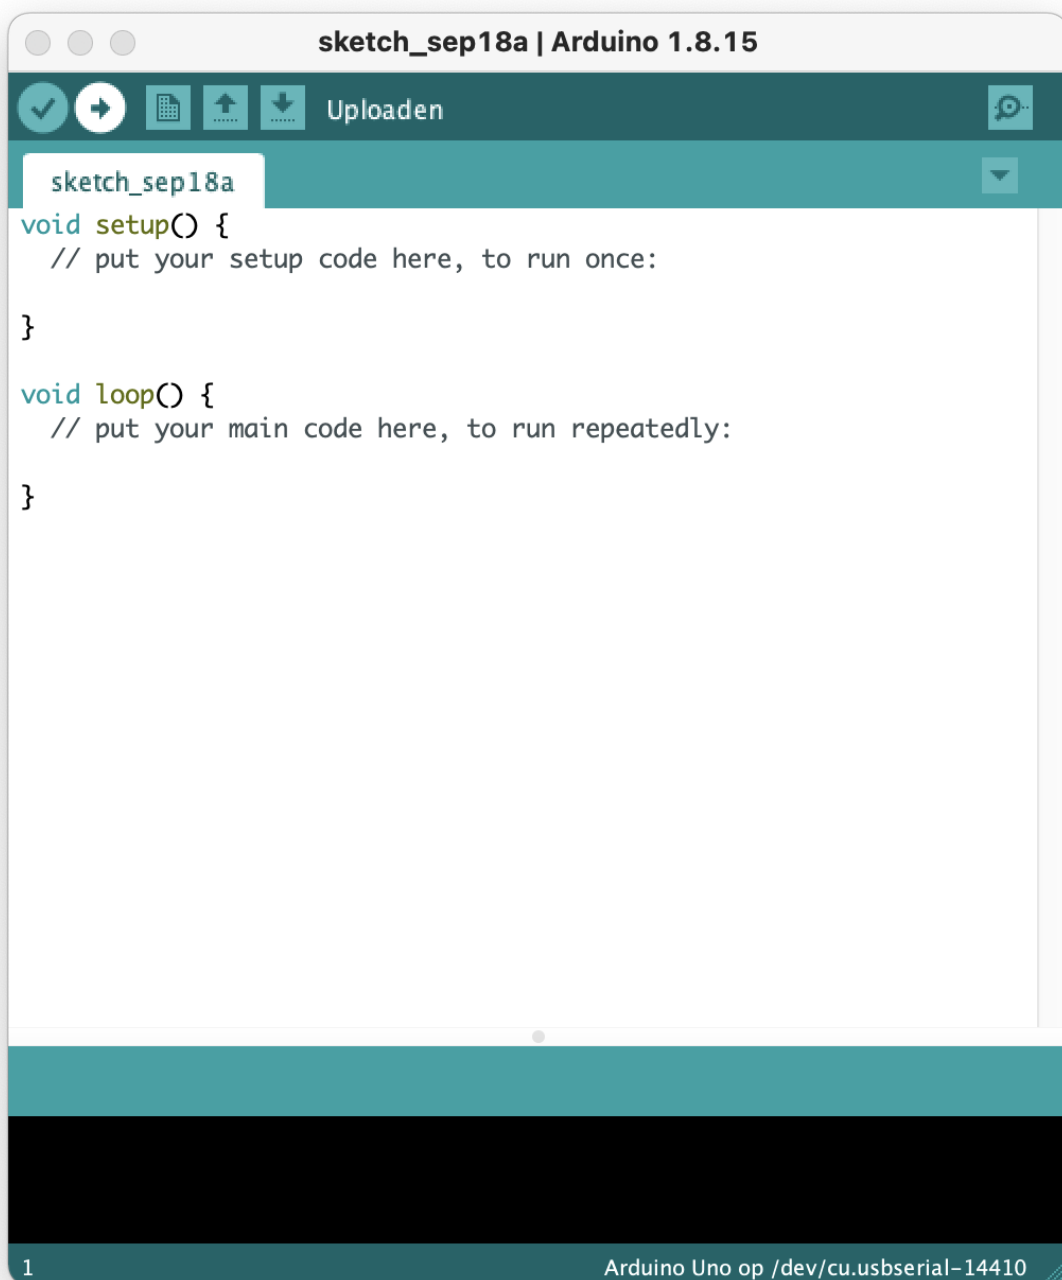 sketch_sep18a | Arduino 1.8.15
Uploaden
sketch_sep18a
void setup() {
  // put your setup code here, to run once:
}
void loop() {
  // put your main code here, to run repeatedly:
}
1
Arduino Uno op /dev/cu.usbserial-14410